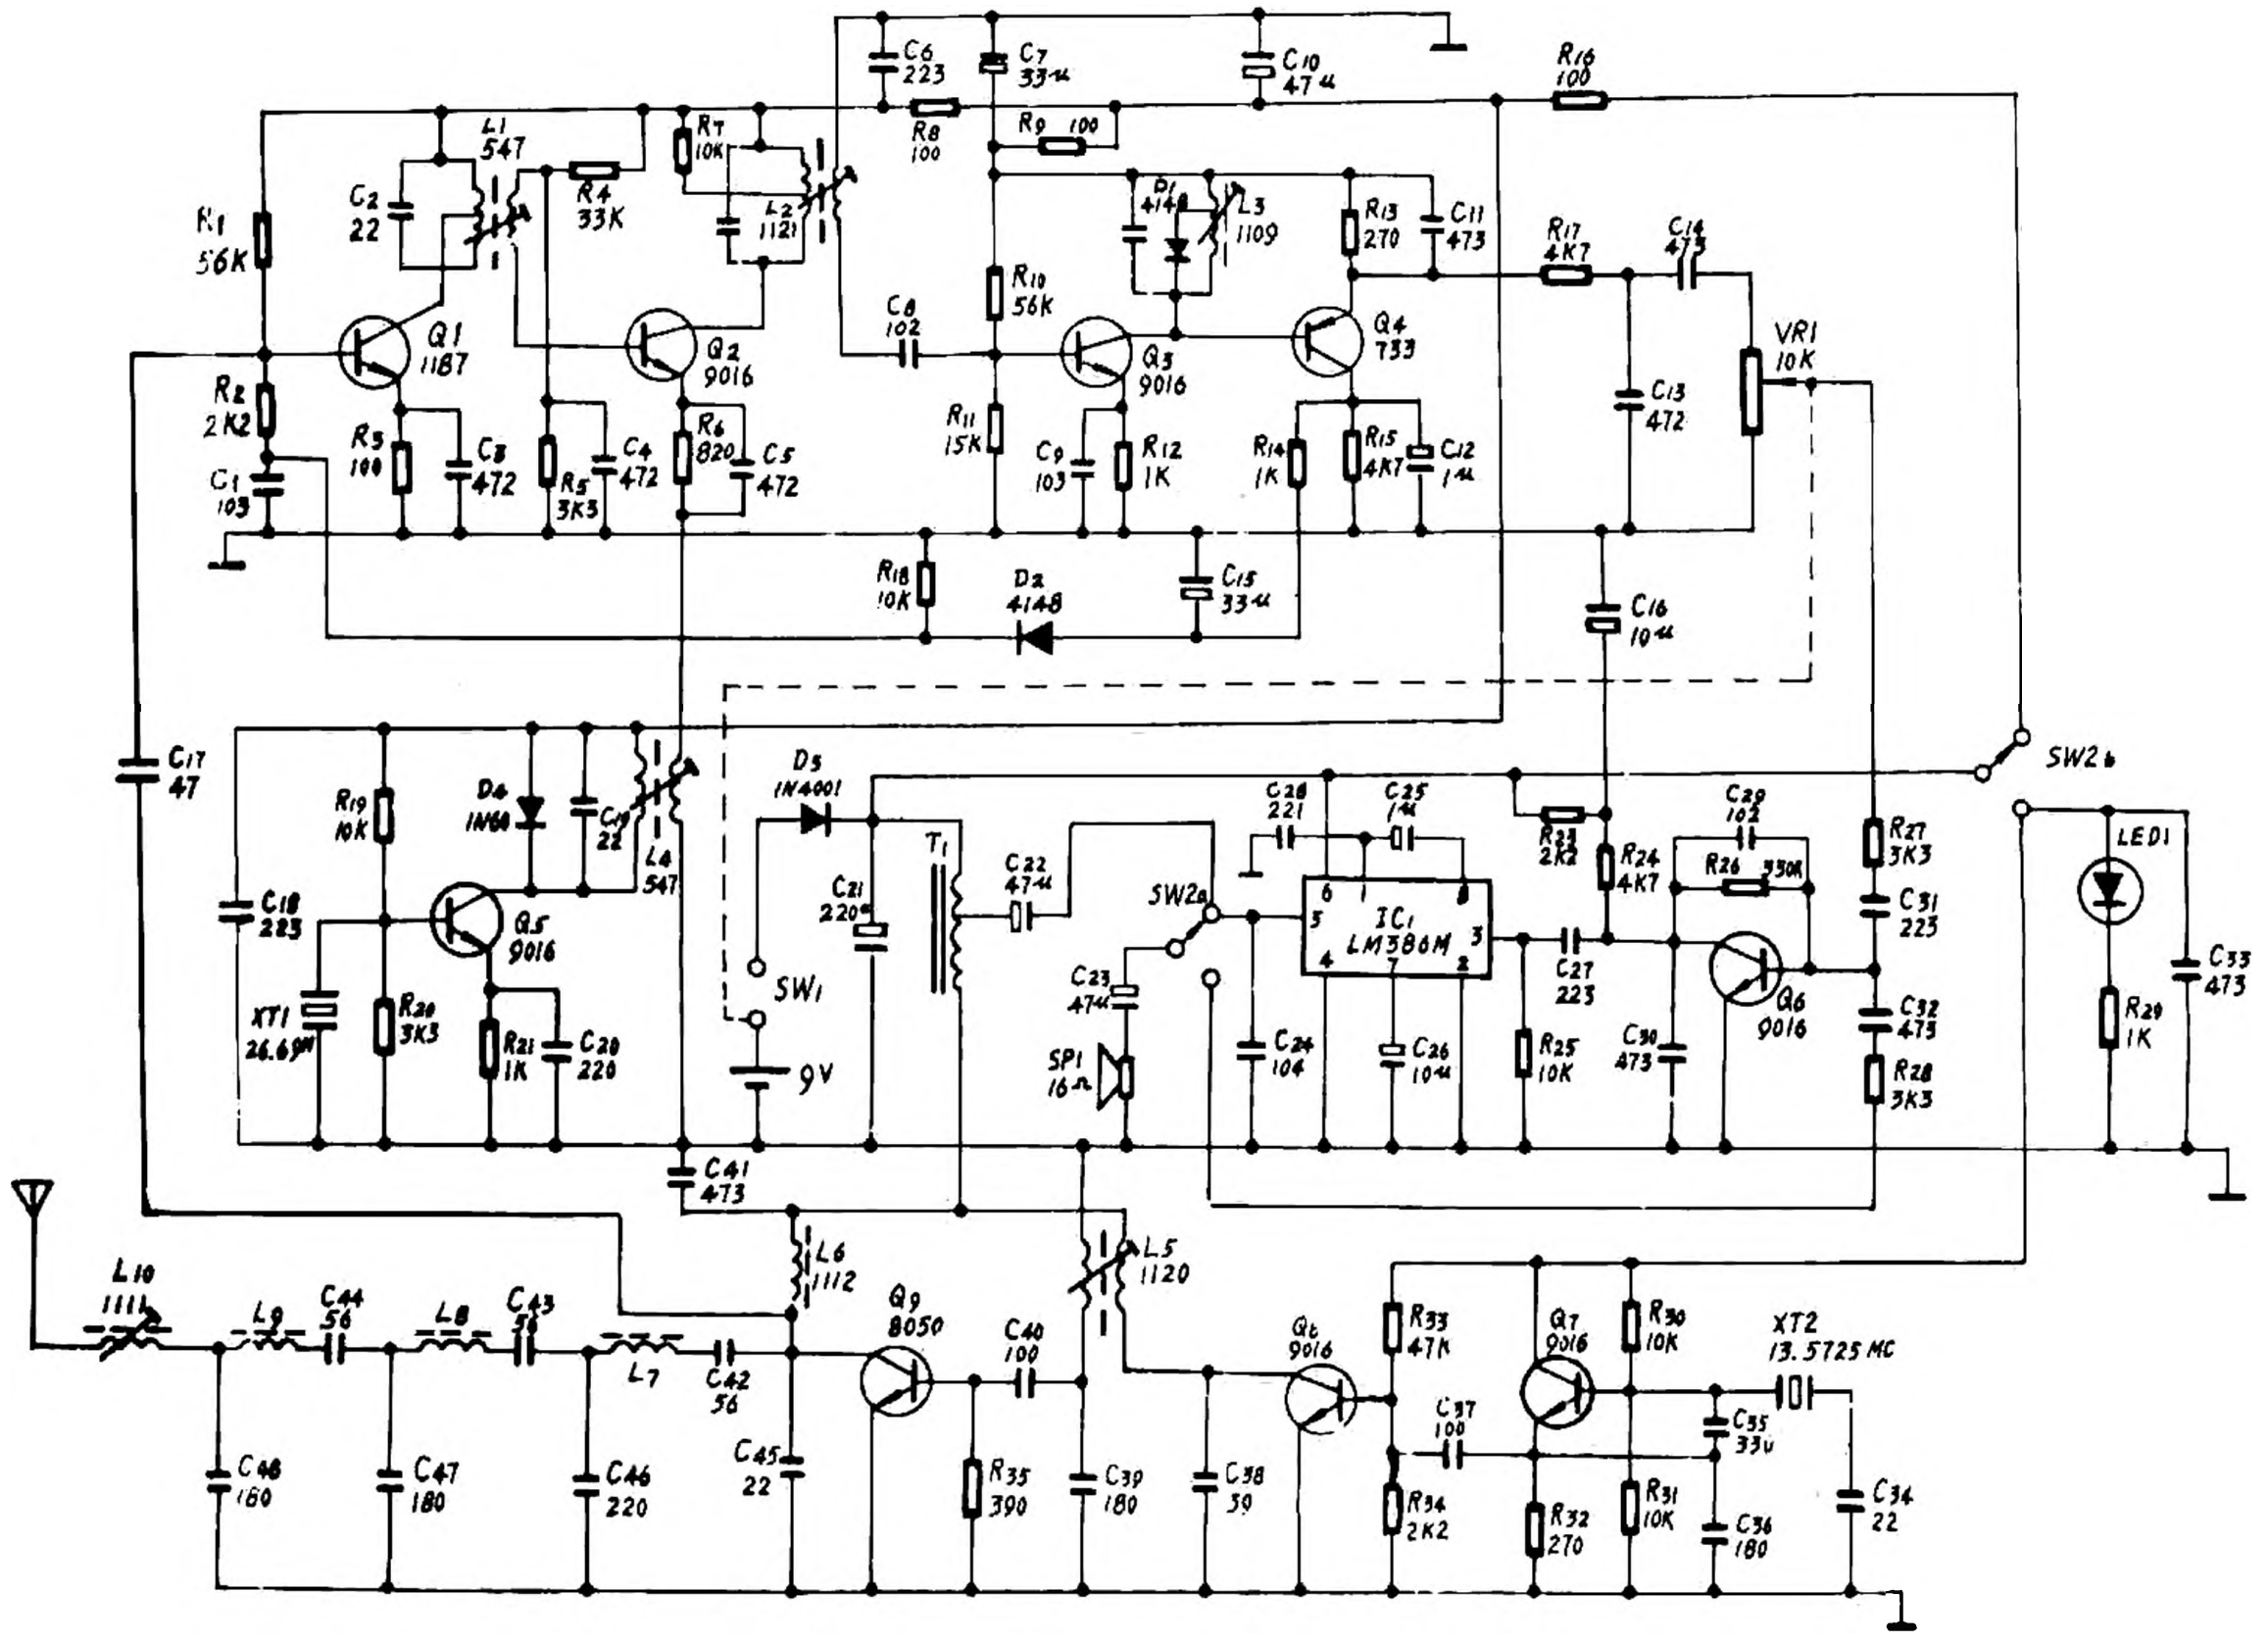 C6
223
C7
33u
C10
47u
R16
100
L1
547
R7
10K
R8
100
R9 100
C2
22
R4
33K
L2
1121
D1
4148
L3
1109
R13
270
C11
473
R17
4K7
C14
473
R1
56K
R10
56K
C8
102
Q1
1187
Q2
9016
Q3
9016
Q4
733
VR1
10K
R2
2K2
R3
100
C3
472
R5
3K3
C4
472
R6
820
C5
472
R11
15K
C9
103
R12
1K
R14
1K
R15
4K7
C12
1u
C13
472
C1
103
R18
10K
D2
4148
C15
33u
C16
10u
C17
47
R19
10K
D4
1N60
C19
22
L4
547
D3
1N4001
T1
C21
220u
C22
47u
SW2a
C28
221
C25
1u
R23
2K2
R24
4K7
C29
102
R26 330K
R27
3K3
SW2b
LED1
C18
223
Q5
9016
XT1
26.69M
R20
3K3
R21
1K
C20
220
SW1
9V
C23
47u
SP1
16Ω
C24
104
6 1 8
5 IC1 3
LM386M
4 7 2
C26
10u
C27
223
R25
10K
C30
473
Q6
9016
C31
223
C32
473
R28
3K3
R29
1K
C33
473
C41
473
L6
1112
L5
1120
L10
1111
L9
C44
56
L8
C43
56
L7
C42
56
Q9
8050
C40
100
Q8
9016
R33
47K
Q7
9016
R30
10K
XT2
13.5725MC
C48
180
C47
180
C46
220
C45
22
R35
390
C39
180
C38
39
C37
100
R34
2K2
R32
270
R31
10K
C35
33u
C36
180
C34
22